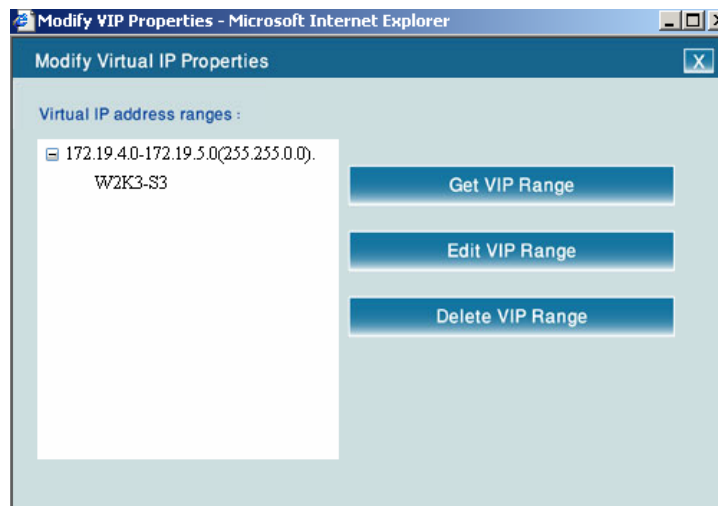 Modify VIP Properties - Microsoft Internet Explorer
Modify Virtual IP Properties
X
Virtual IP address ranges :
172.19.4.0-172.19.5.0(255.255.0.0).
W2K3-S3
Get VIP Range
Edit VIP Range
Delete VIP Range